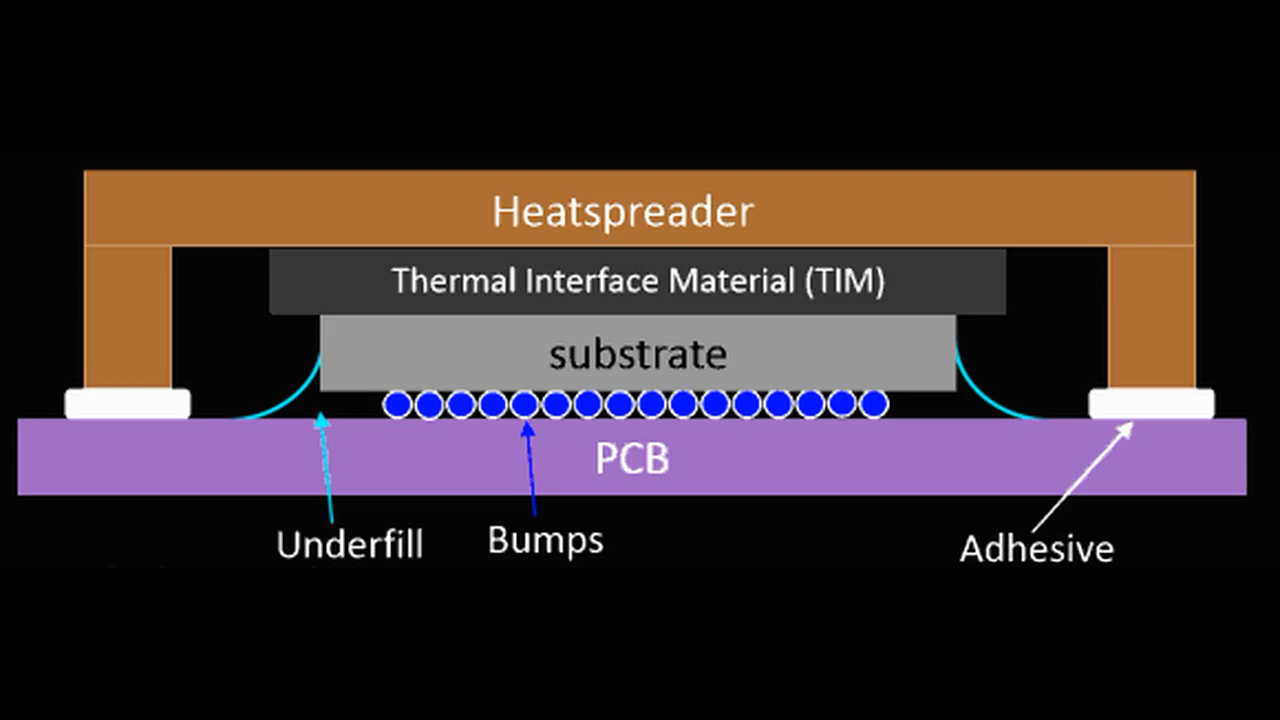 Heatspreader
Thermal Interface Material (TIM)
substrate
PCB
Underfill
Bumps
Adhesive